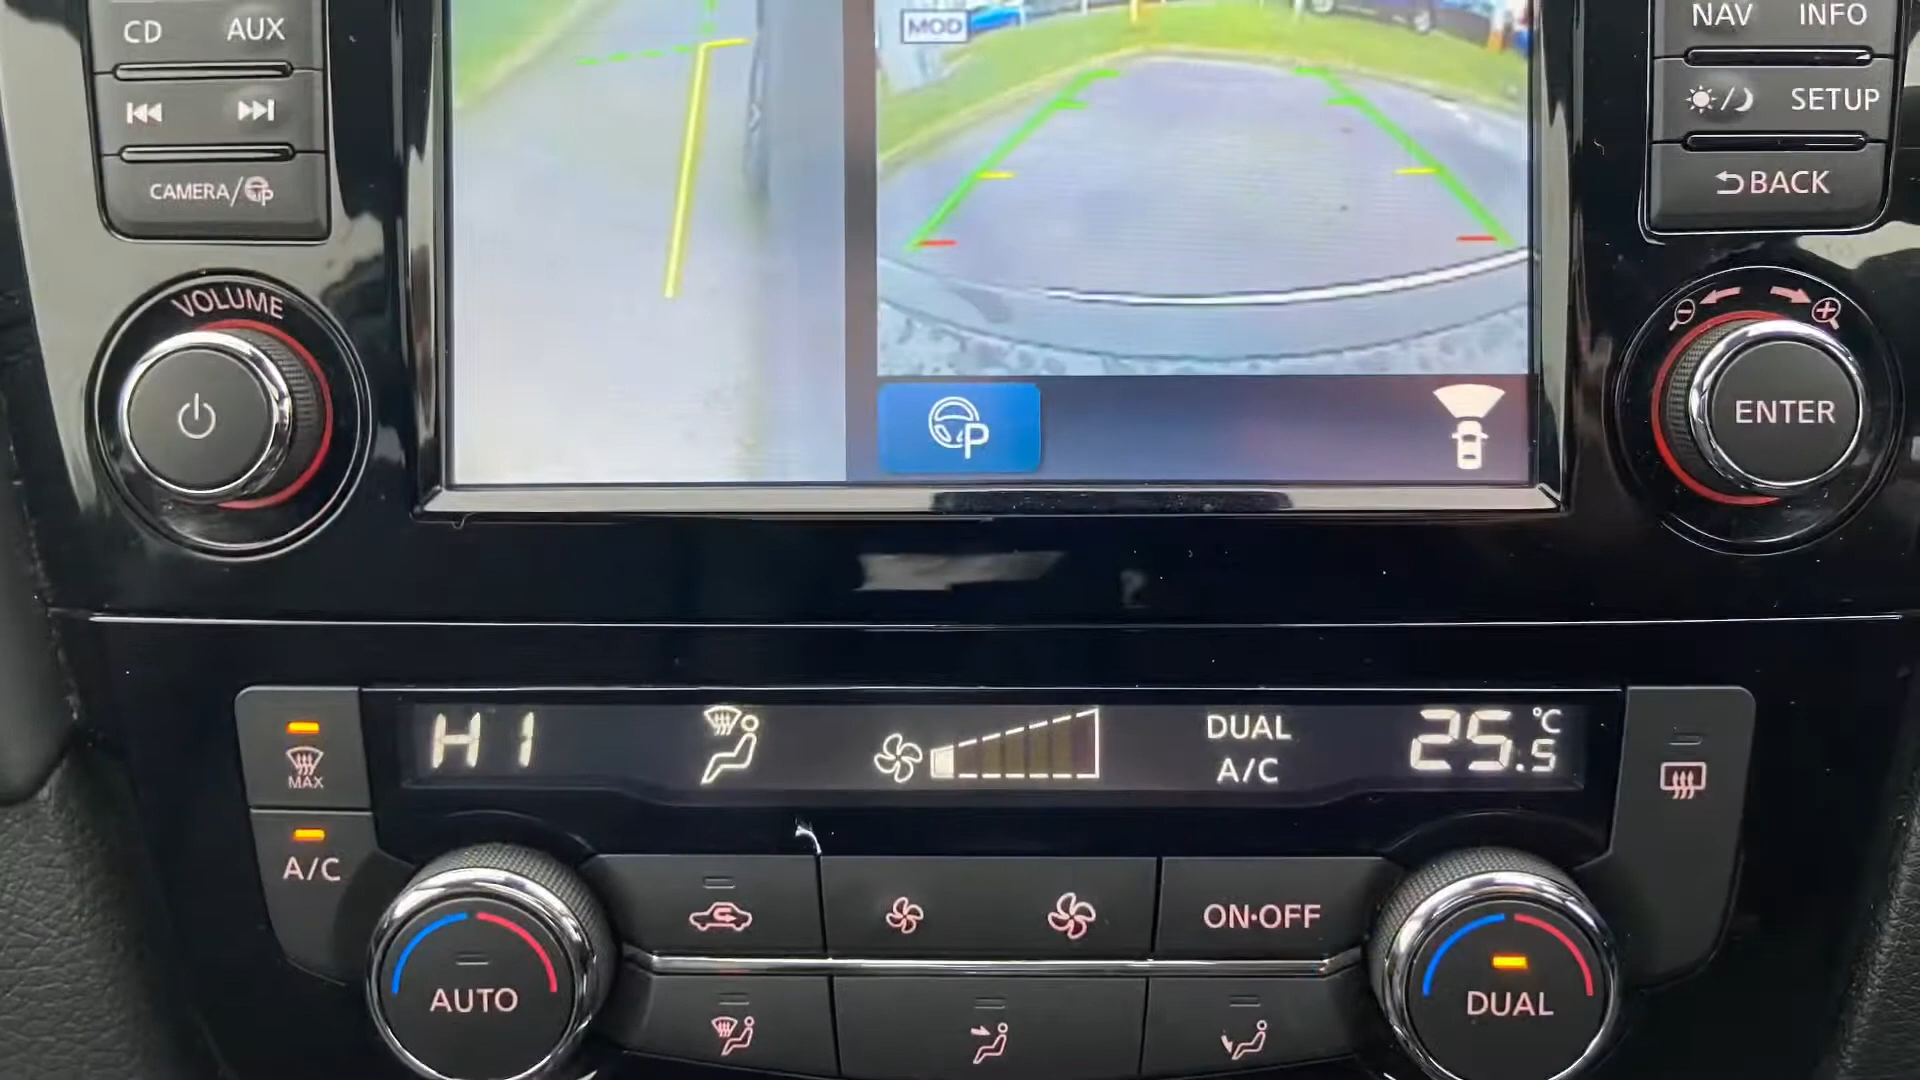 CD AUX
CAMERA/P
VOLUME
MOD
P
NAV INFO
SETUP
BACK
ENTER
MAX
HI
DUAL
A/C
25.5 °C
A/C
AUTO
ON·OFF
DUAL